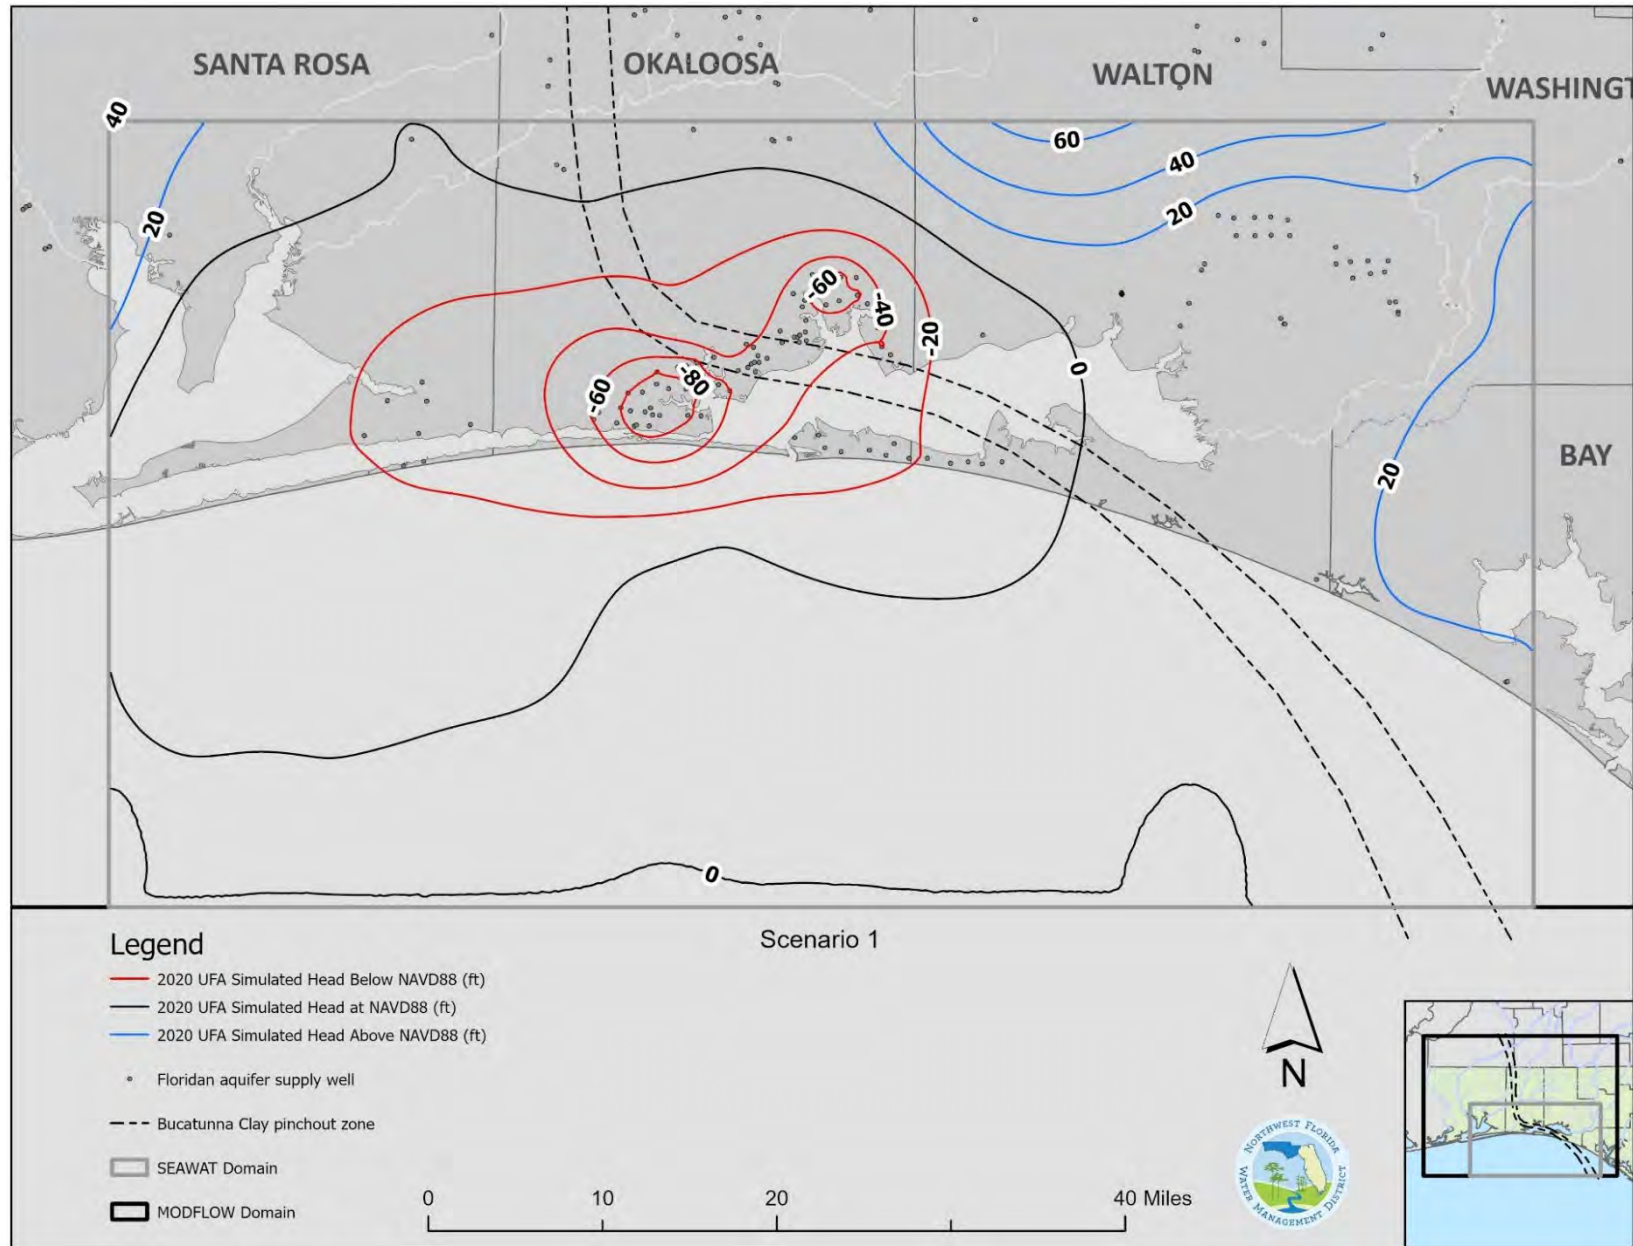 SANTA ROSA
OKALOOSA
WALTON
WASHINGT
40
60
40
20
20
-60
-40
-20
0
-80
-60
BAY
20
0
Scenario 1
Legend
2020 UFA Simulated Head Below NAVD88 (ft)
2020 UFA Simulated Head at NAVD88 (ft)
2020 UFA Simulated Head Above NAVD88 (ft)
Floridan aquifer supply well
Bucatunna Clay pinchout zone
SEAWAT Domain
MODFLOW Domain
0 10 20 40 Miles
N
NORTHWEST FLORIDA
WATER MANAGEMENT DISTRICT